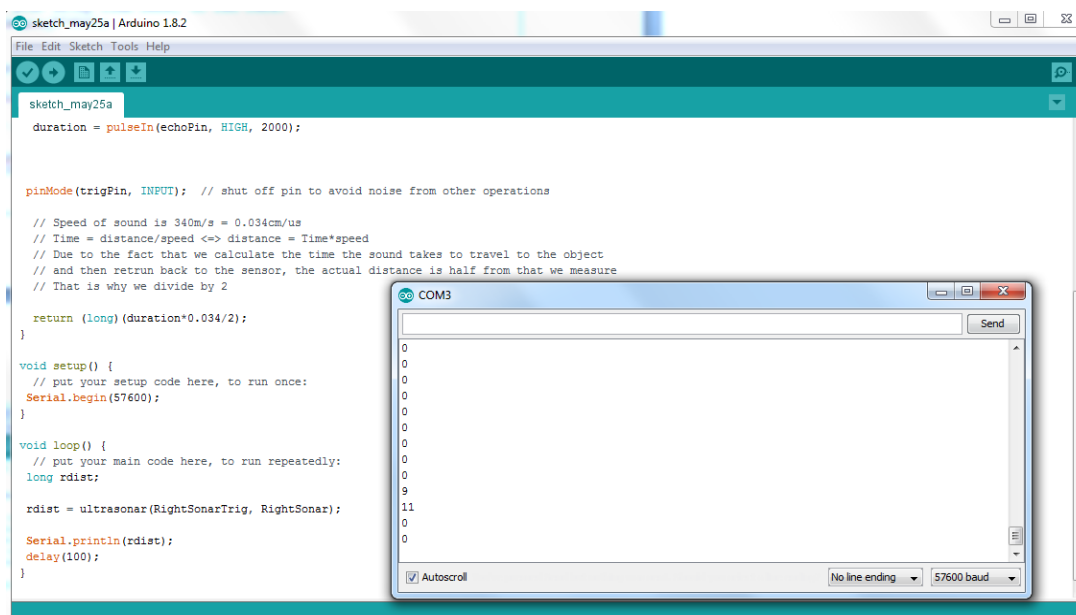 sketch_may25a | Arduino 1.8.2
File Edit Sketch Tools Help
sketch_may25a
duration = pulseIn(echoPin, HIGH, 2000);
pinMode(trigPin, INPUT);  // shut off pin to avoid noise from other operations
// Speed of sound is 340m/s = 0.034cm/us
// Time = distance/speed <=> distance = Time*speed
// Due to the fact that we calculate the time the sound takes to travel to the object
// and then retrun back to the sensor, the actual distance is half from that we measure
// That is why we divide by 2
return (long)(duration*0.034/2);
}
void setup() {
// put your setup code here, to run once:
Serial.begin(57600);
}
void loop() {
// put your main code here, to run repeatedly:
long rdist;
rdist = ultrasonar(RightSonarTrig, RightSonar);
Serial.println(rdist);
delay(100);
}
COM3
Send
0
0
0
0
0
0
0
0
0
9
11
0
0
Autoscroll
No line ending
57600 baud